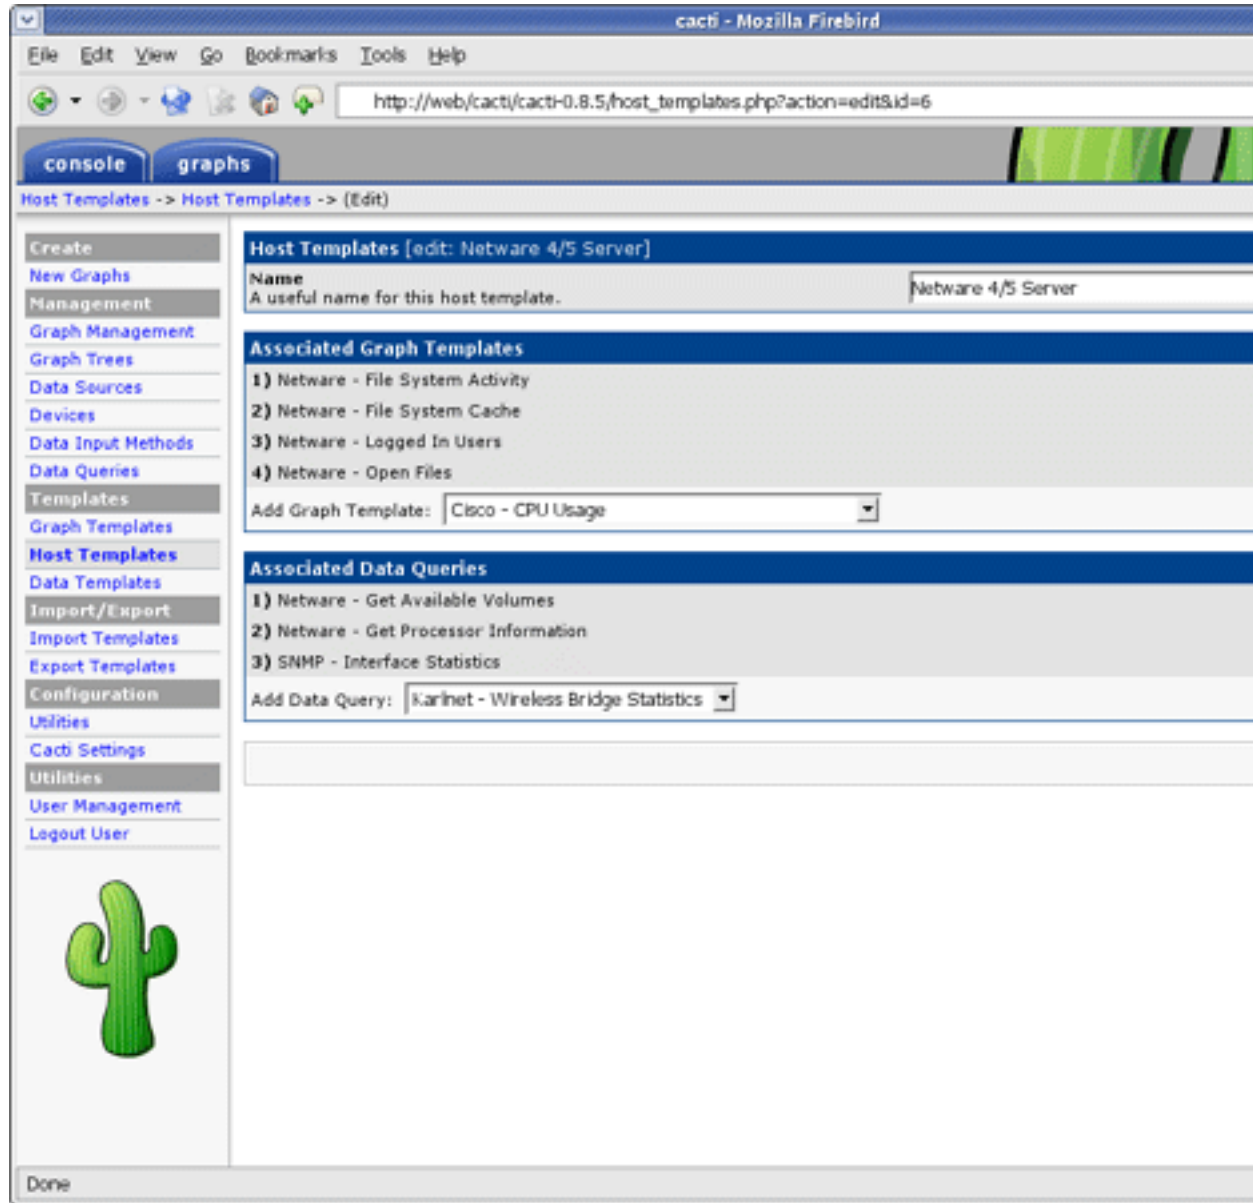 cacti - Mozilla Firebird
File Edit View Go Bookmarks Tools Help
http://web/cacti/cacti-0.8.5/host_templates.php?action=edit&id=6
console graphs
Host Templates -> Host Templates -> (Edit)
Create
New Graphs
Management
Graph Management
Graph Trees
Data Sources
Devices
Data Input Methods
Data Queries
Templates
Graph Templates
Host Templates
Data Templates
Import/Export
Import Templates
Export Templates
Configuration
Utilities
Cacti Settings
Utilities
User Management
Logout User
Host Templates [edit: Netware 4/5 Server]
Name
A useful name for this host template.
Netware 4/5 Server
Associated Graph Templates
1) Netware - File System Activity
2) Netware - File System Cache
3) Netware - Logged In Users
4) Netware - Open Files
Add Graph Template: Cisco - CPU Usage
Associated Data Queries
1) Netware - Get Available Volumes
2) Netware - Get Processor Information
3) SNMP - Interface Statistics
Add Data Query: Karlnet - Wireless Bridge Statistics
Done